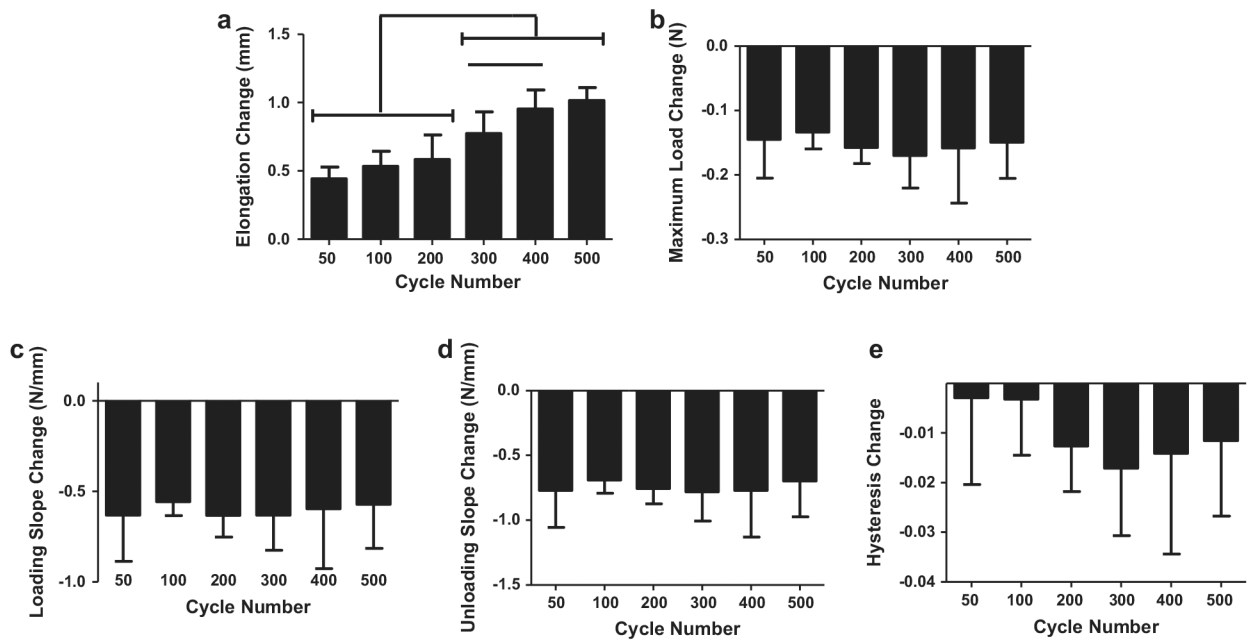 a
Elongation Change (mm)
1.5
1.0
0.5
0.0
50 100 200 300 400 500
Cycle Number
b
Maximum Load Change (N)
0.0
-0.1
-0.2
-0.3
50 100 200 300 400 500
Cycle Number
c
Loading Slope Change (N/mm)
0.0
-0.5
-1.0
50 100 200 300 400 500
Cycle Number
d
Unloading Slope Change (N/mm)
0.0
-0.5
-1.0
-1.5
50 100 200 300 400 500
Cycle Number
e
Hysteresis Change
-0.01
-0.02
-0.03
-0.04
50 100 200 300 400 500
Cycle Number